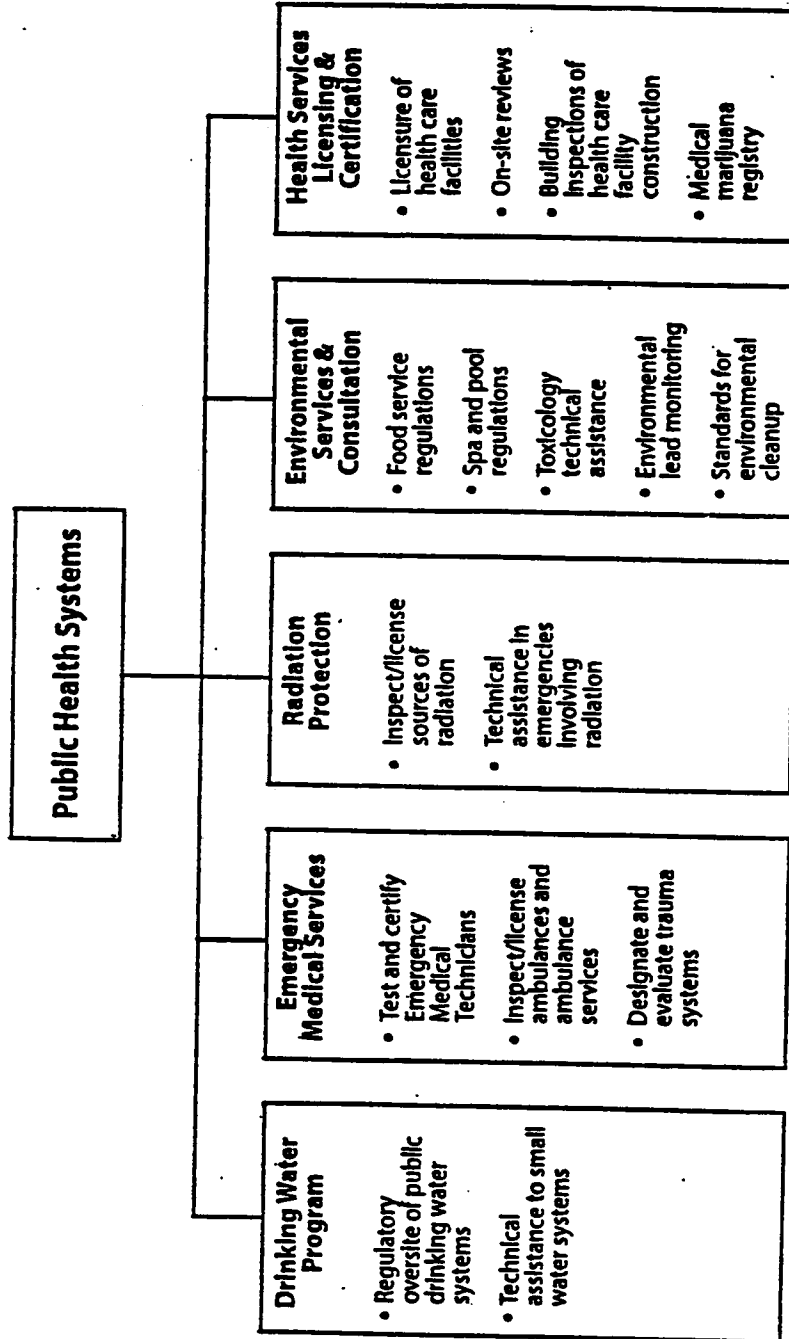 Public Health Systems
Drinking Water
Program
• Regulatory
oversite of public
drinking water
systems
• Technical
assistance to small
water systems
Emergency
Medical Services
• Test and certify
Emergency
Medical
Technicians
• Inspect/license
ambulances and
ambulance
services
• Designate and
evaluate trauma
systems
Radiation
Protection
• Inspect/license
sources of
radiation
• Technical
assistance in
emergencies
involving
radiation
Environmental
Services &
Consultation
• Food service
regulations
• Spa and pool
regulations
• Toxicology
technical
assistance
• Environmental
lead monitoring
• Standards for
environmental
cleanup
Health Services
Licensing &
Certification
• Licensure of
health care
facilities
• On-site reviews
• Building
inspections of
health care
facility
construction
• Medical
marijuana
registry